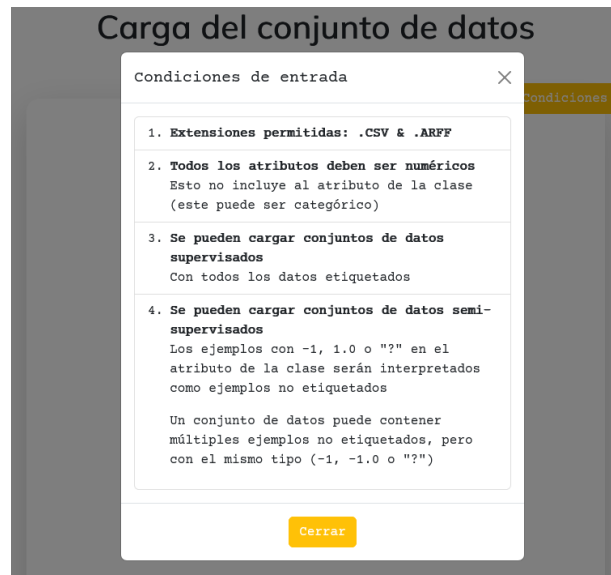 Carga del conjunto de datos
Condiciones de entrada
Condiciones
1. Extensiones permitidas: .CSV & .ARFF
2. Todos los atributos deben ser numéricos
Esto no incluye al atributo de la clase
(este puede ser categórico)
3. Se pueden cargar conjuntos de datos
supervisados
Con todos los datos etiquetados
4. Se pueden cargar conjuntos de datos semi-
supervisados
Los ejemplos con -1, 1.0 o "?" en el
atributo de la clase serán interpretados
como ejemplos no etiquetados
Un conjunto de datos puede contener
múltiples ejemplos no etiquetados, pero
con el mismo tipo (-1, -1.0 o "?")
Cerrar